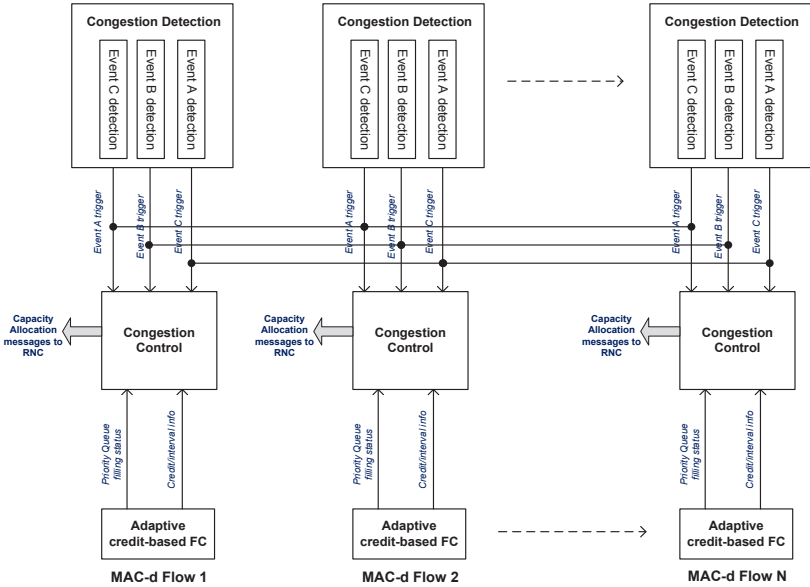 Congestion Detection
Event C detection
Event B detection
Event A detection
Congestion Detection
Event C detection
Event B detection
Event A detection
Congestion Detection
Event C detection
Event B detection
Event A detection
Event A trigger
Event B trigger
Event C trigger
Event A trigger
Event B trigger
Event C trigger
Event A trigger
Event B trigger
Event C trigger
Capacity
Allocation
messages to
RNC
Congestion
Control
Capacity
Allocation
messages to
RNC
Congestion
Control
Capacity
Allocation
messages to
RNC
Congestion
Control
Priority Queue
filling status
Credit/interval info
Priority Queue
filling status
Credit/interval info
Priority Queue
filling status
Credit/interval info
Adaptive
credit-based FC
Adaptive
credit-based FC
Adaptive
credit-based FC
MAC-d Flow 1
MAC-d Flow 2
MAC-d Flow N